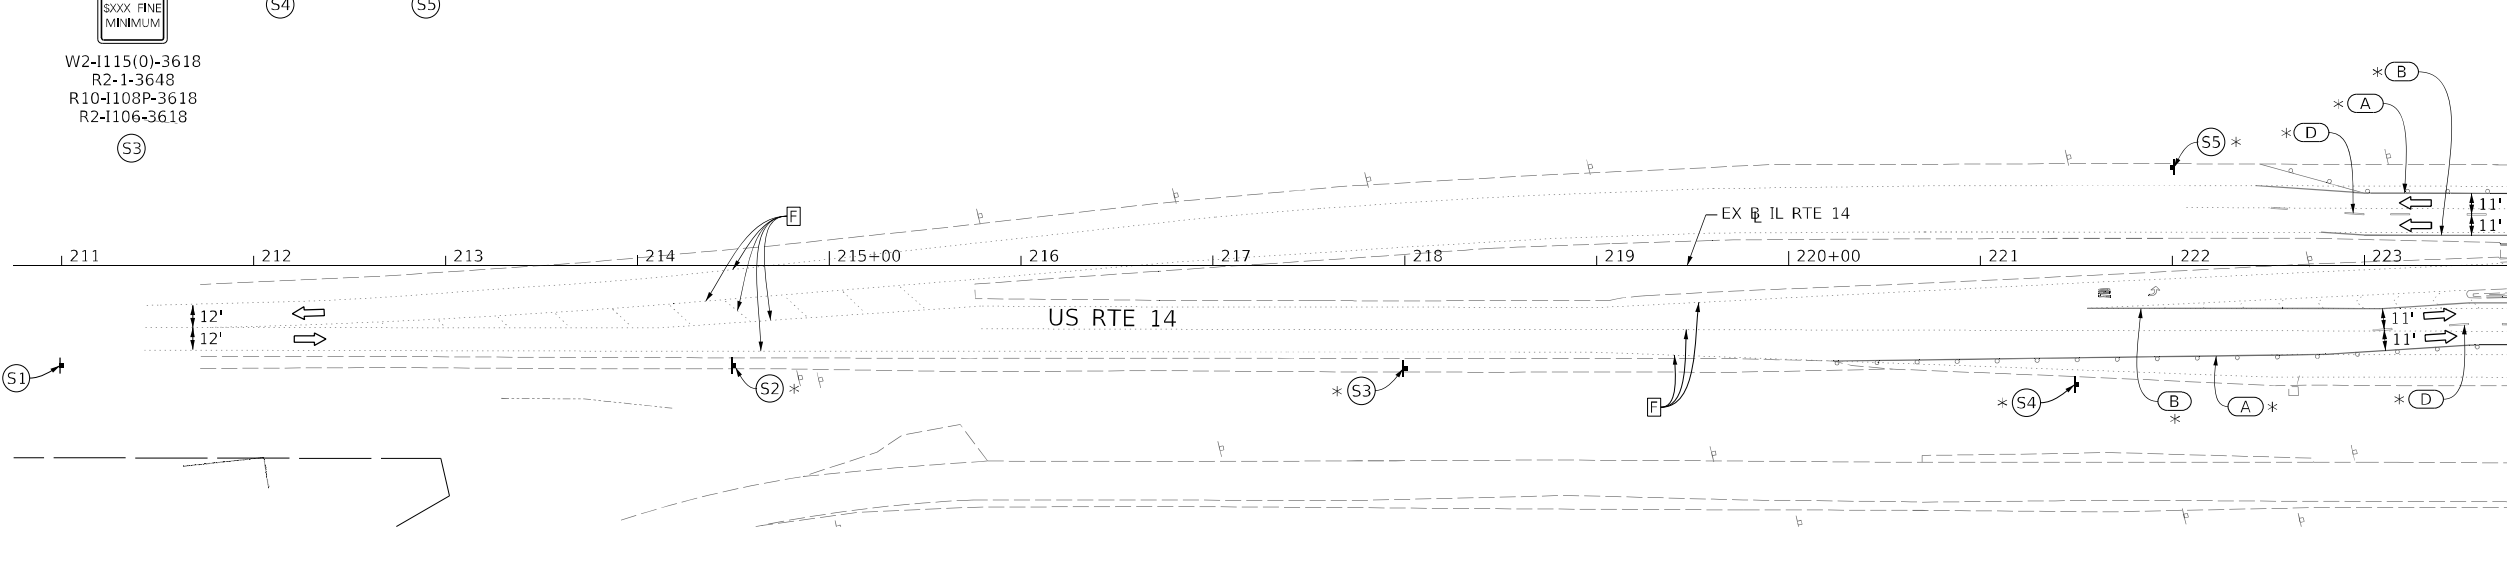 $XXX FINE
MINIMUM
S4
S5
W2-I115(0)-3618
R2-1-3648
R10-I108P-3618
R2-I106-3618
S3
* B
* A
* D
S5 *
F
EX B IL RTE 14
11'
11'
211
212
213
214
215+00
216
217
218
219
220+00
221
222
223
12'
12'
US RTE 14
11'
11'
S1
S2 *
* S3
F
* S4
B
*
A *
* D